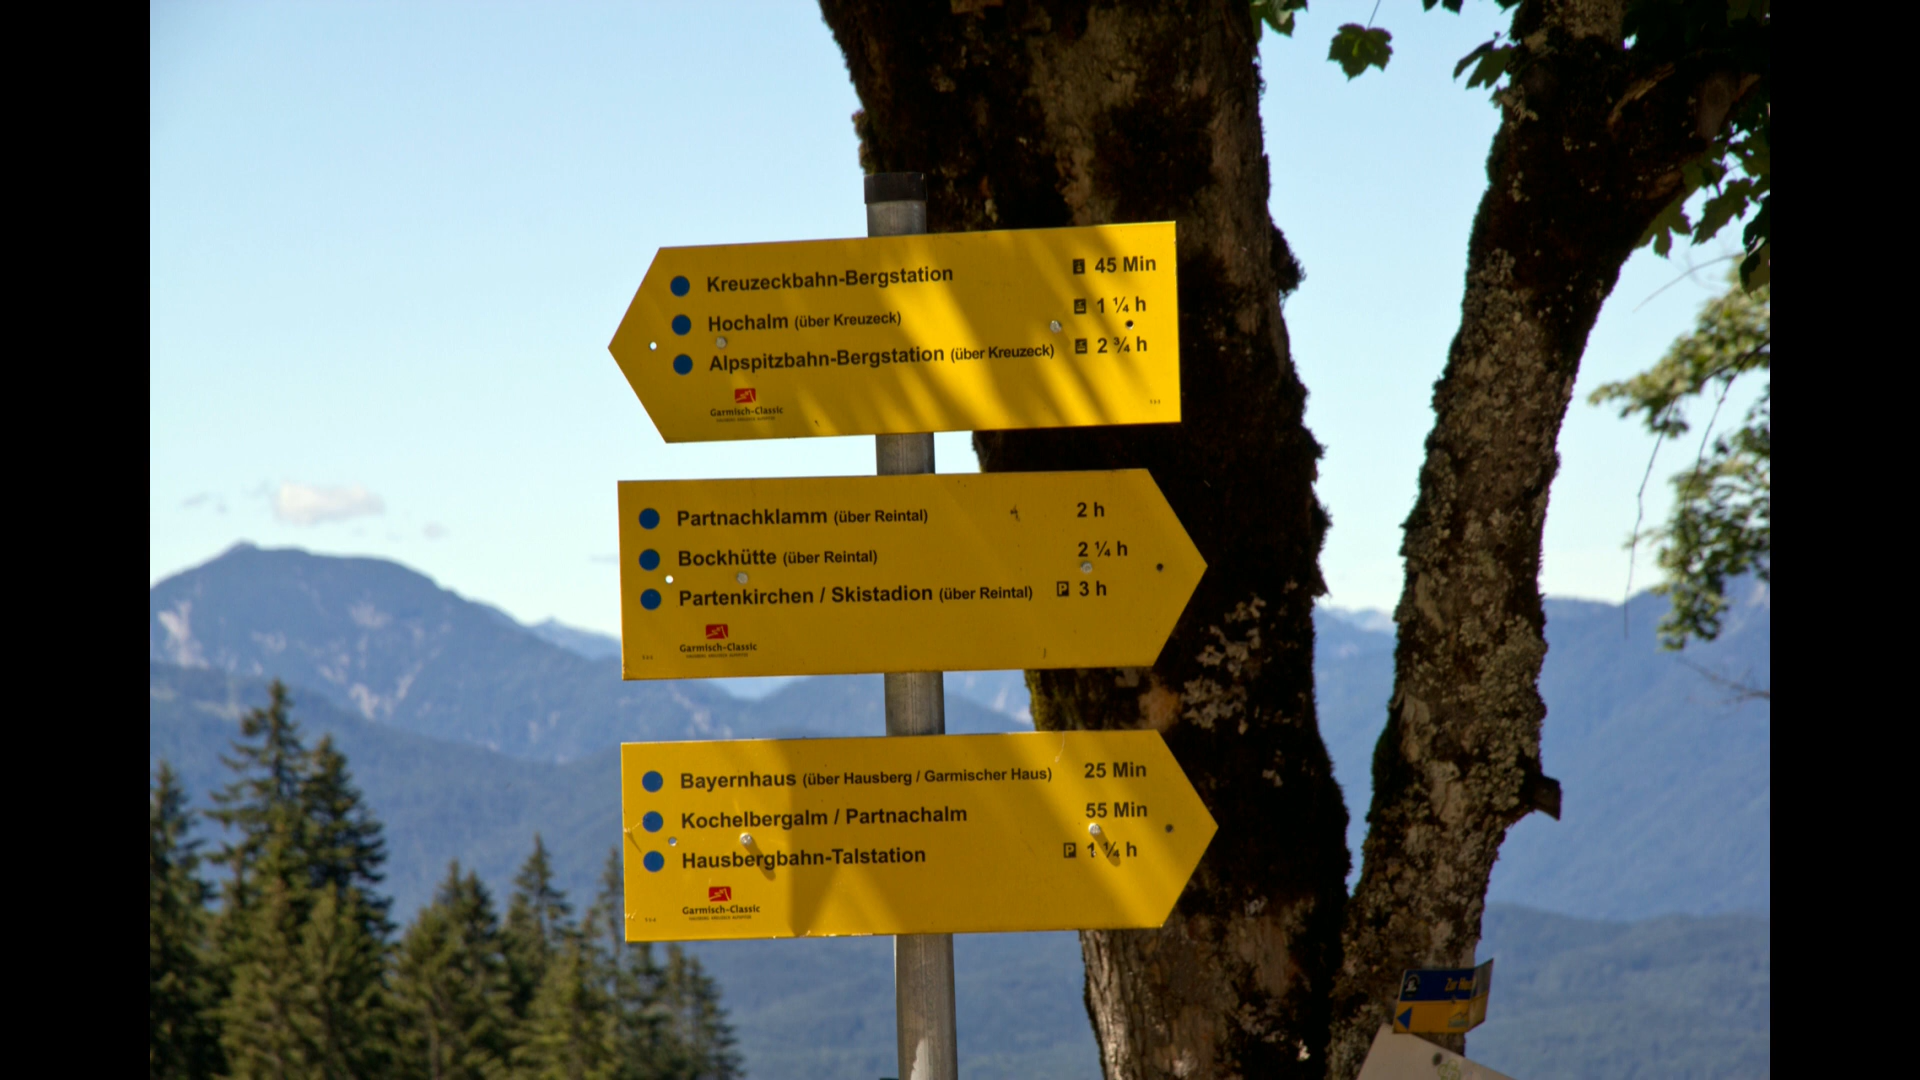 Kreuzeckbahn-Bergstation 45 Min
Hochalm (über Kreuzeck) 1 ¼ h
Alpspitzbahn-Bergstation (über Kreuzeck) 2 ¾ h
Garmisch-Classic
Partnachklamm (über Reintal) 2 h
Bockhütte (über Reintal) 2 ¼ h
Partenkirchen / Skistadion (über Reintal) P 3 h
Garmisch-Classic
Bayernhaus (über Hausberg / Garmischer Haus) 25 Min
Kochelbergalm / Partnachalm 55 Min
Hausbergbahn-Talstation P 1 ¼ h
Garmisch-Classic
Zur